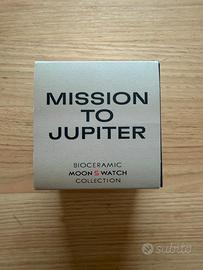 MISSION
TO
JUPITER
BIOCERAMIC
MOONSWATCH
COLLECTION
subito